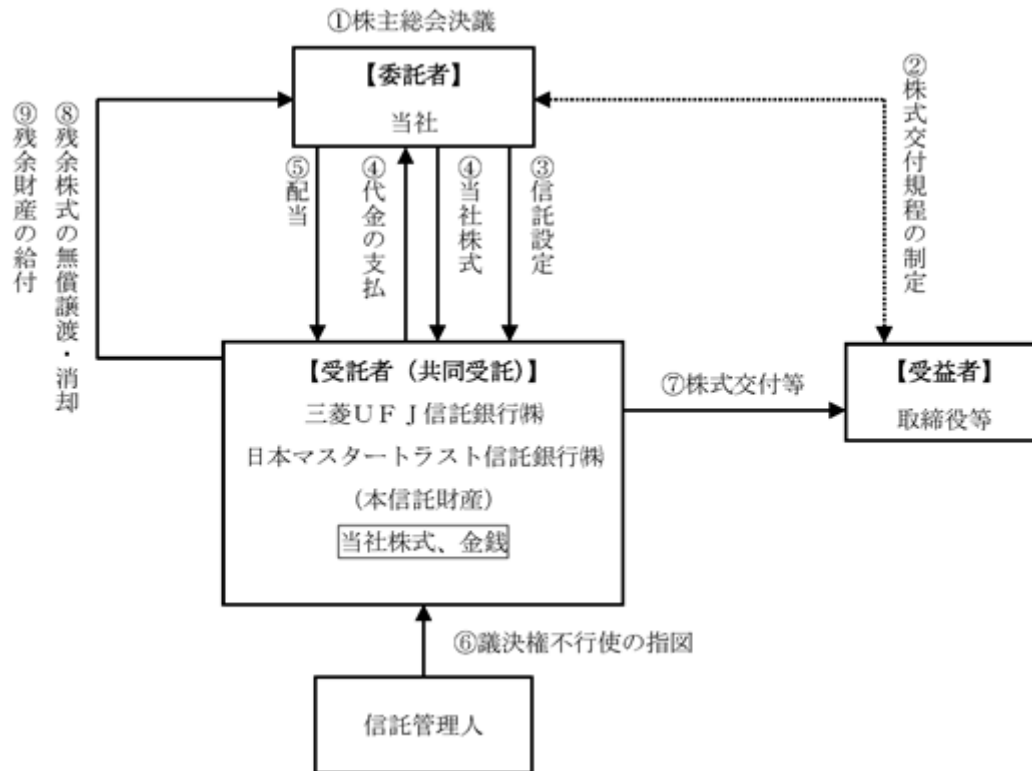 ①株主総会決議
【委託者】
当社
⑨残余財産の給付
⑧残余株式の無償譲渡・消却
⑤配当
④代金の支払
④当社株式
③信託設定
②株式交付規程の制定
【受託者（共同受託）】
三菱ＵＦＪ信託銀行㈱
日本マスタートラスト信託銀行㈱
（本信託財産）
当社株式、金銭
⑦株式交付等
【受益者】
取締役等
⑥議決権不行使の指図
信託管理人